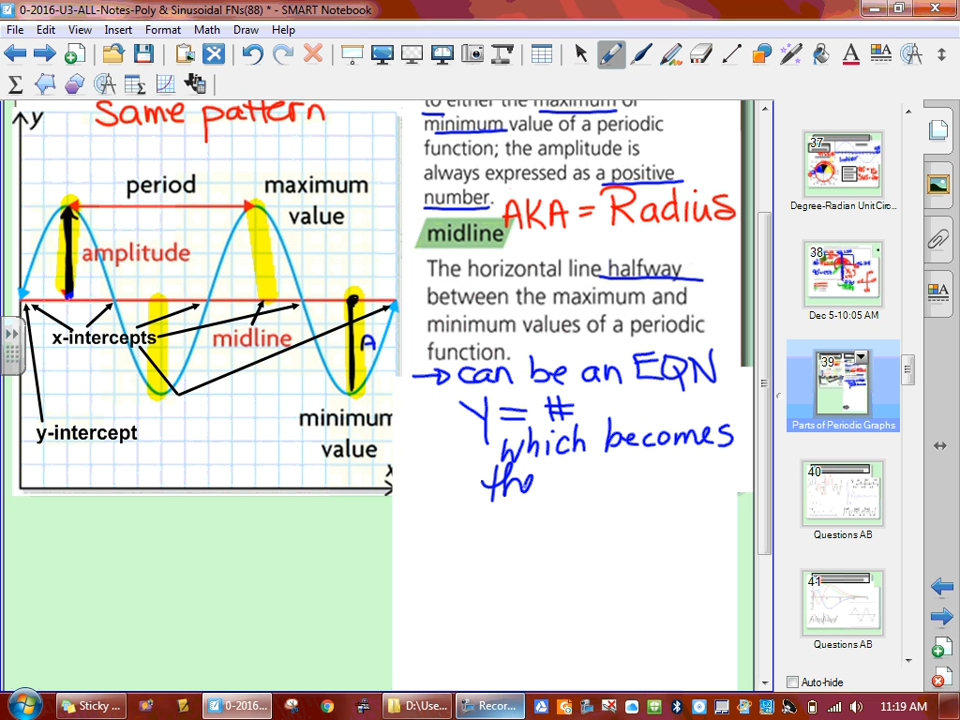 0-2016-U3-ALL-Notes-Poly & Sinusoidal FNs(88) * - SMART Notebook
File Edit View Insert Format Math Draw Help
Same pattern
y
period
maximum
value
amplitude
x-intercepts
midline
A
y-intercept
minimum
value
x
to either the maximum or
minimum value of a periodic
function; the amplitude is
always expressed as a positive
number.
AKA = Radius
midline
The horizontal line halfway
between the maximum and
minimum values of a periodic
function.
→ can be an EQN
Y = #
which becomes
the
37
Degree-Radian UnitCirc...
38
Dec 5-10:05 AM
39
Parts of Periodic Graphs
40
Questions AB
41
Questions AB
Auto-hide
Sticky ...
0-2016...
D:\Use...
Recor...
11:19 AM